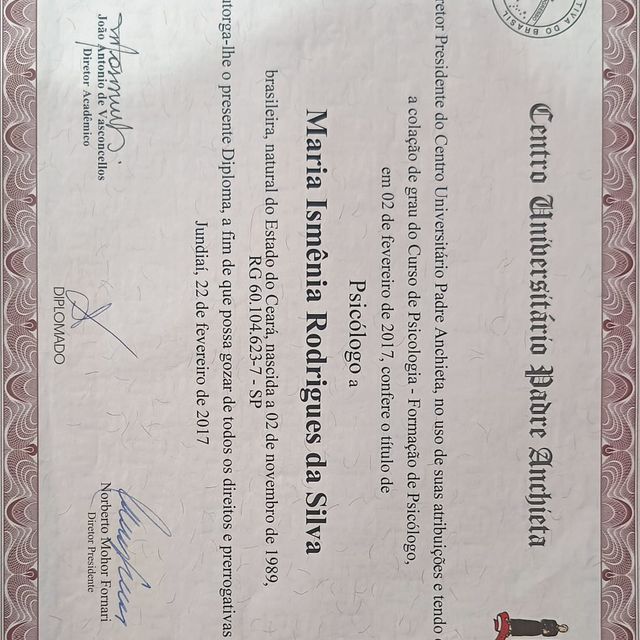 TIVA DO BRASIL
Centro Universitário Padre Anchieta
retor Presidente do Centro Universitário Padre Anchieta, no uso de suas atribuições e tendo
a colação de grau do Curso de Psicologia - Formação de Psicólogo,
em 02 de fevereiro de 2017, confere o título de
Psicólogo a
Maria Ismênia Rodrigues da Silva
brasileira, natural do Estado do Ceará, nascida a 02 de novembro de 1989,
RG 60.104.623-7 - SP
utorga-lhe o presente Diploma, a fim de que possa gozar de todos os direitos e prerrogativas
Jundiaí, 22 de fevereiro de 2017
João Antonio de Vasconcellos
Diretor Acadêmico
DIPLOMADO
Norberto Mohor Fornari
Diretor Presidente